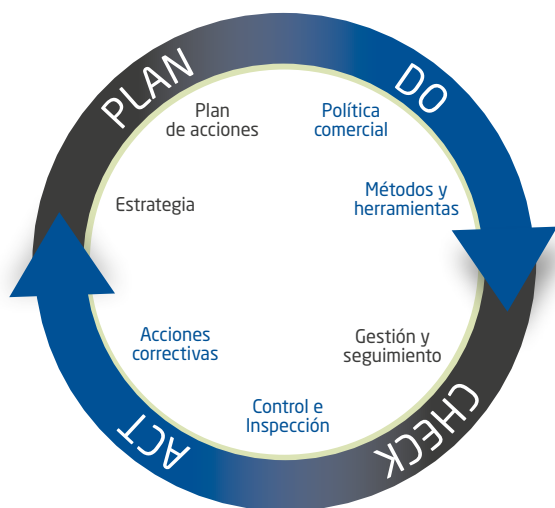 PLAN
DO
Plan
de acciones
Política
comercial
Estrategia
Métodos y
herramientas
Acciones
correctivas
Gestión y
seguimiento
Control e
Inspección
ACT
CHECK